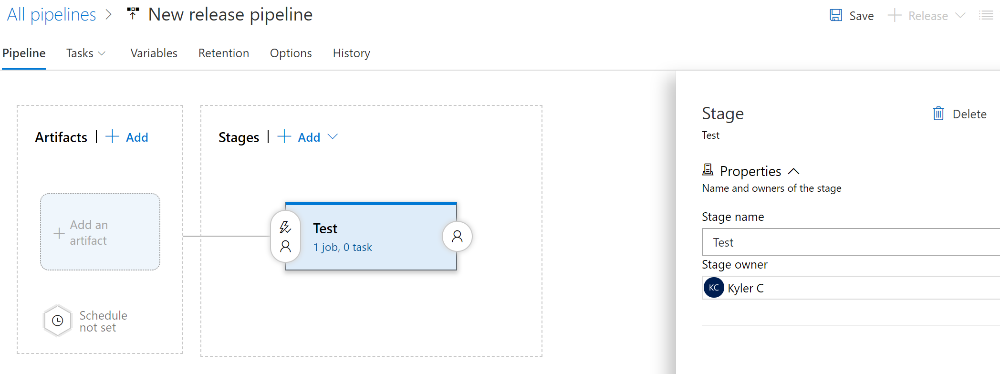 All pipelines > New release pipeline
Save
Release
Pipeline
Tasks
Variables
Retention
Options
History
Artifacts | + Add
Add an
artifact
Schedule
not set
Stages | + Add
Test
1 job, 0 task
Stage
Delete
Test
Properties
Name and owners of the stage
Stage name
Test
Stage owner
KC Kyler C